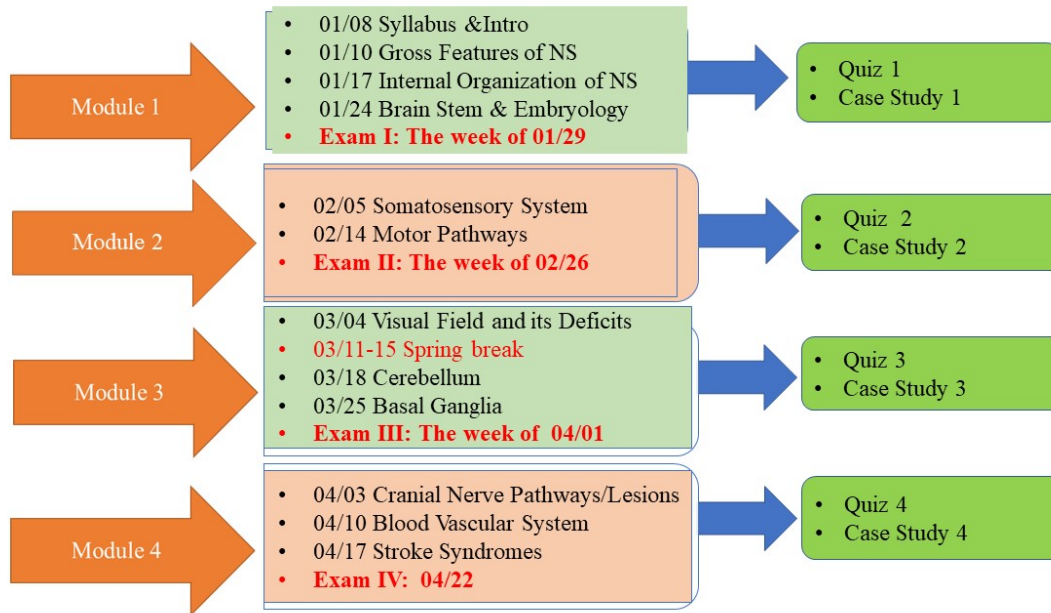 Module 1
• 01/08 Syllabus &Intro
• 01/10 Gross Features of NS
• 01/17 Internal Organization of NS
• 01/24 Brain Stem & Embryology
• Exam I: The week of 01/29
• Quiz 1
• Case Study 1
Module 2
• 02/05 Somatosensory System
• 02/14 Motor Pathways
• Exam II: The week of 02/26
• Quiz 2
• Case Study 2
Module 3
• 03/04 Visual Field and its Deficits
• 03/11-15 Spring break
• 03/18 Cerebellum
• 03/25 Basal Ganglia
• Exam III: The week of 04/01
• Quiz 3
• Case Study 3
Module 4
• 04/03 Cranial Nerve Pathways/Lesions
• 04/10 Blood Vascular System
• 04/17 Stroke Syndromes
• Exam IV: 04/22
• Quiz 4
• Case Study 4